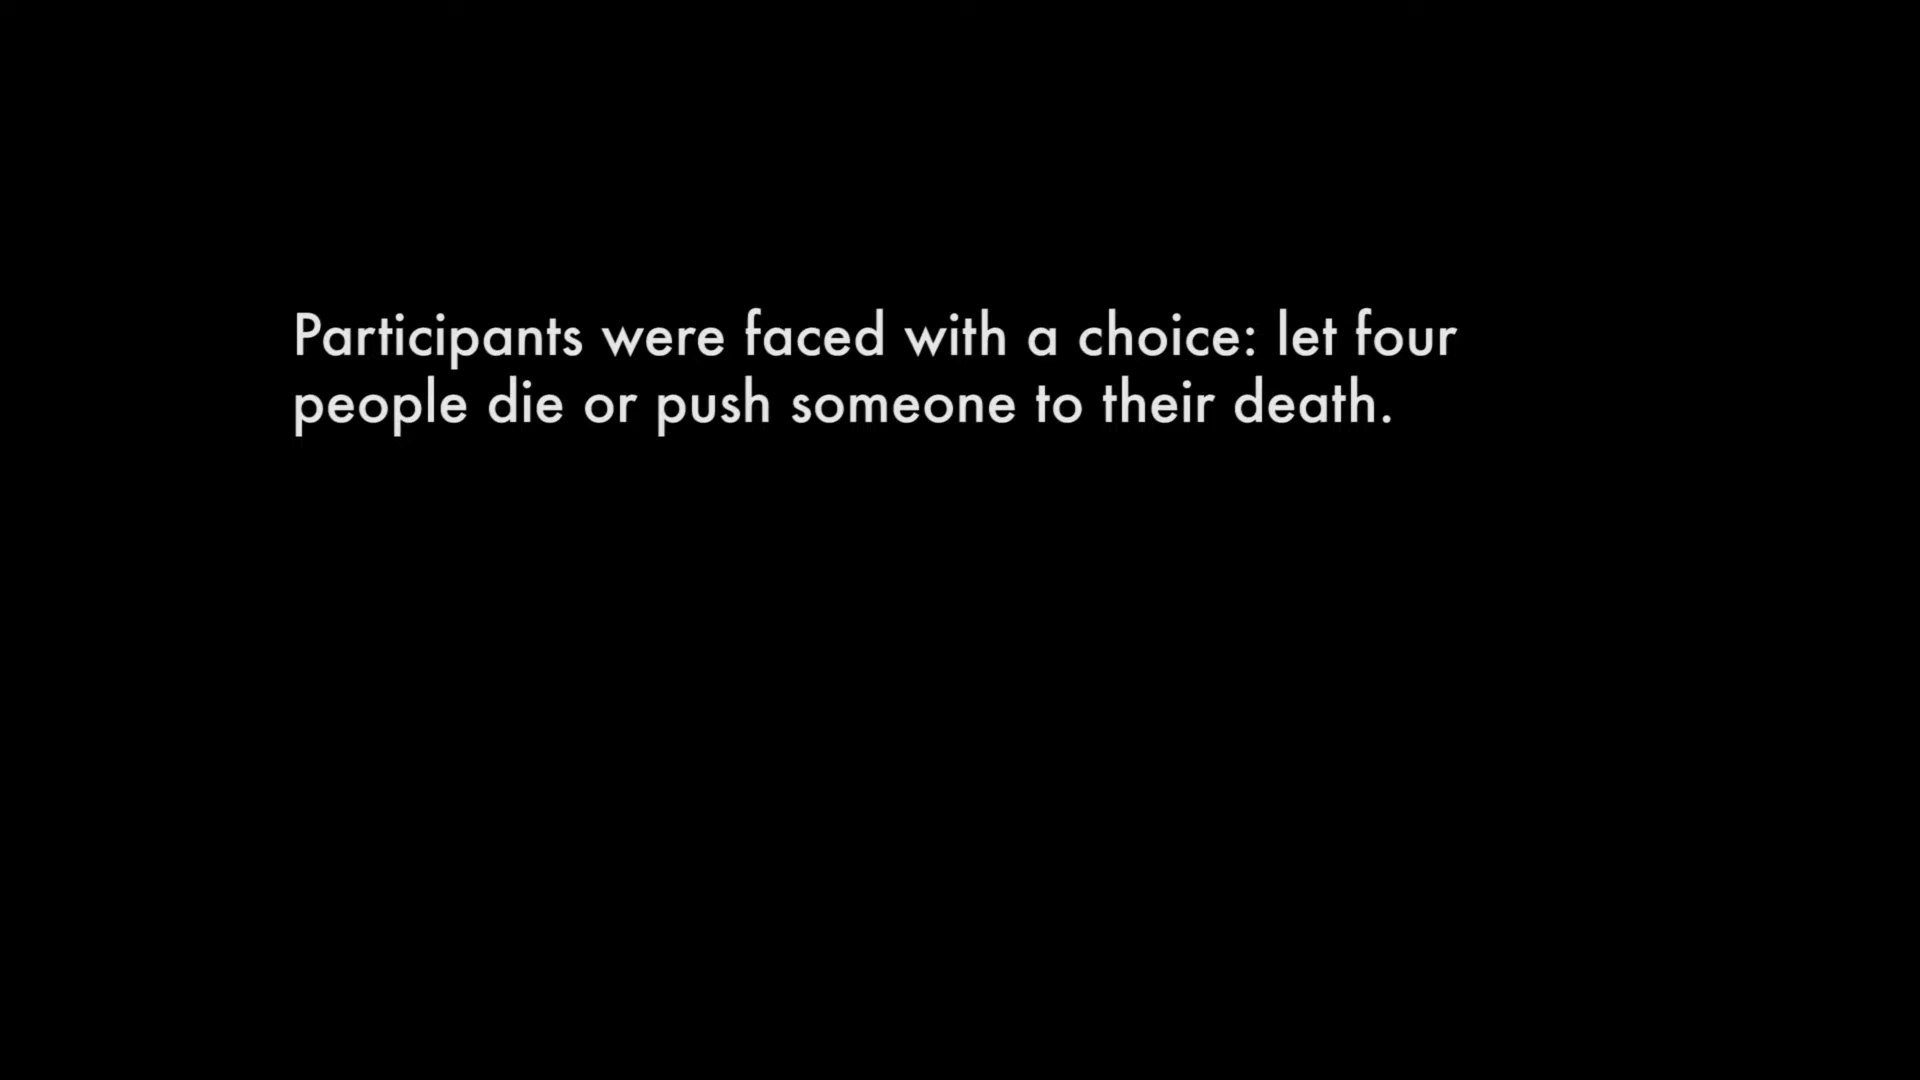 Participants were faced with a choice: let four
people die or push someone to their death.